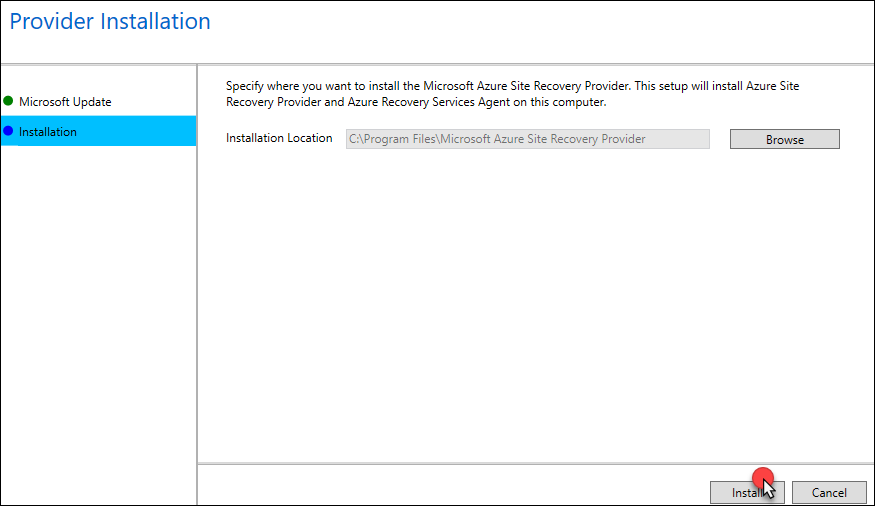 Provider Installation
Microsoft Update
Installation
Specify where you want to install the Microsoft Azure Site Recovery Provider. This setup will install Azure Site
Recovery Provider and Azure Recovery Services Agent on this computer.
Installation Location
C:\Program Files\Microsoft Azure Site Recovery Provider
Browse
Install
Cancel